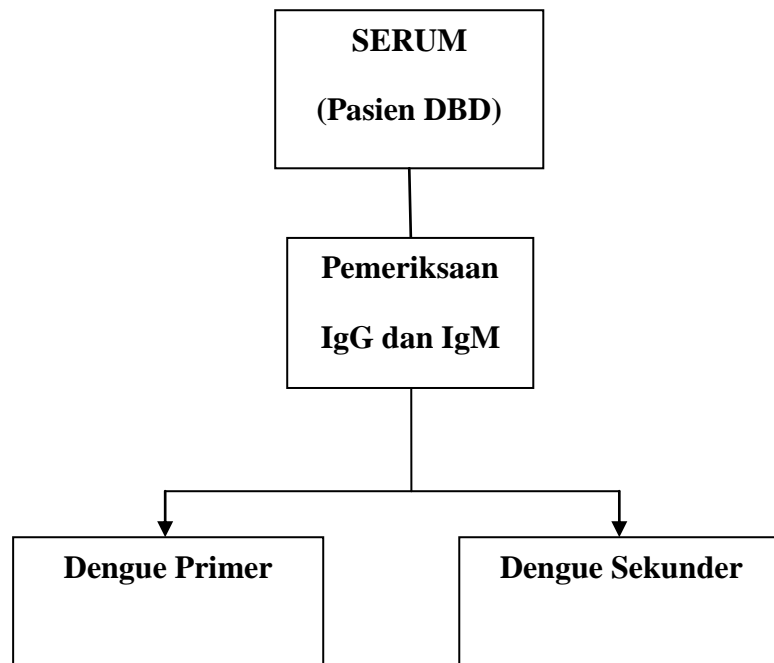 SERUM
(Pasien DBD)
Pemeriksaan
IgG dan IgM
Dengue Primer
Dengue Sekunder